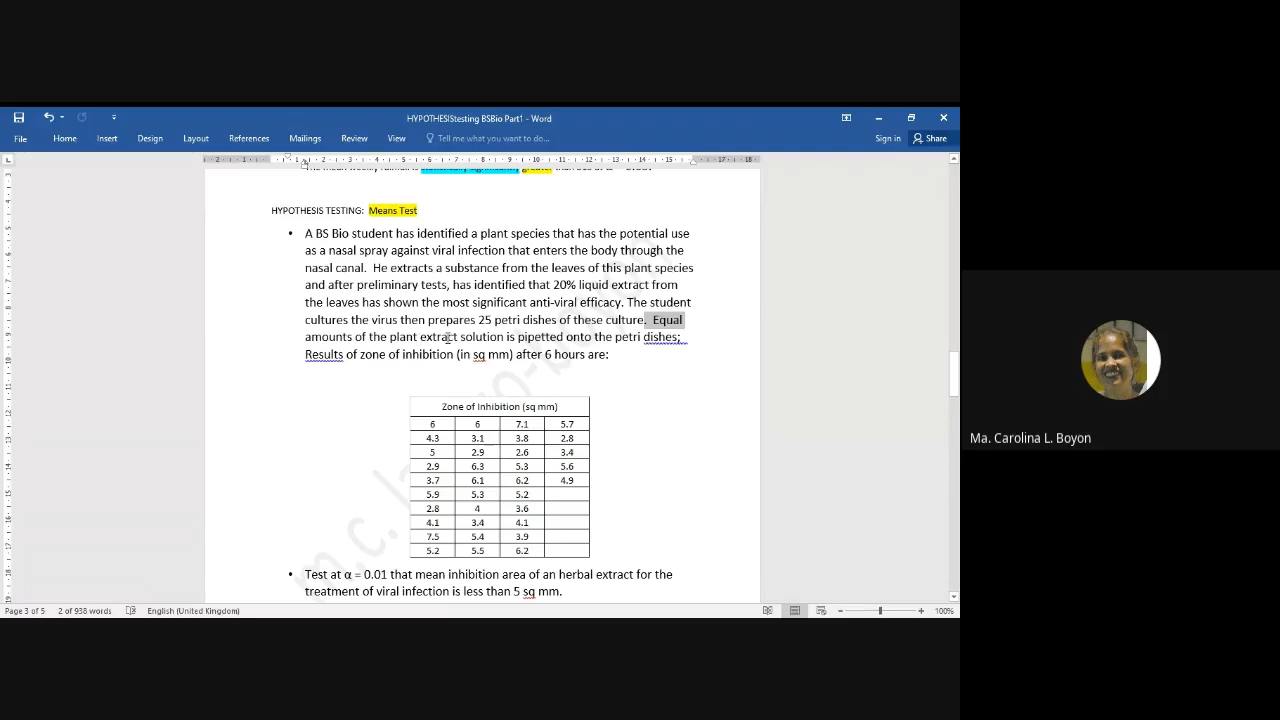 HYPOTHESIStesting BSBio Part1 - Word
File Home Insert Design Layout References Mailings Review View Tell me what you want to do... Sign in Share
HYPOTHESIS TESTING: Means Test
• A BS Bio student has identified a plant species that has the potential use
as a nasal spray against viral infection that enters the body through the
nasal canal. He extracts a substance from the leaves of this plant species
and after preliminary tests, has identified that 20% liquid extract from
the leaves has shown the most significant anti-viral efficacy. The student
cultures the virus then prepares 25 petri dishes of these culture. Equal
amounts of the plant extract solution is pipetted onto the petri dishes;
Results of zone of inhibition (in sq mm) after 6 hours are:
Zone of Inhibition (sq mm)
6 6 7.1 5.7
4.3 3.1 3.8 2.8
5 2.9 2.6 3.4
2.9 6.3 5.3 5.6
3.7 6.1 6.2 4.9
5.9 5.3 5.2
2.8 4 3.6
4.1 3.4 4.1
7.5 5.4 3.9
5.2 5.5 6.2
• Test at α = 0.01 that mean inhibition area of an herbal extract for the
treatment of viral infection is less than 5 sq mm.
Page 3 of 5 2 of 938 words English (United States) 100%
Ma. Carolina L. Boyon